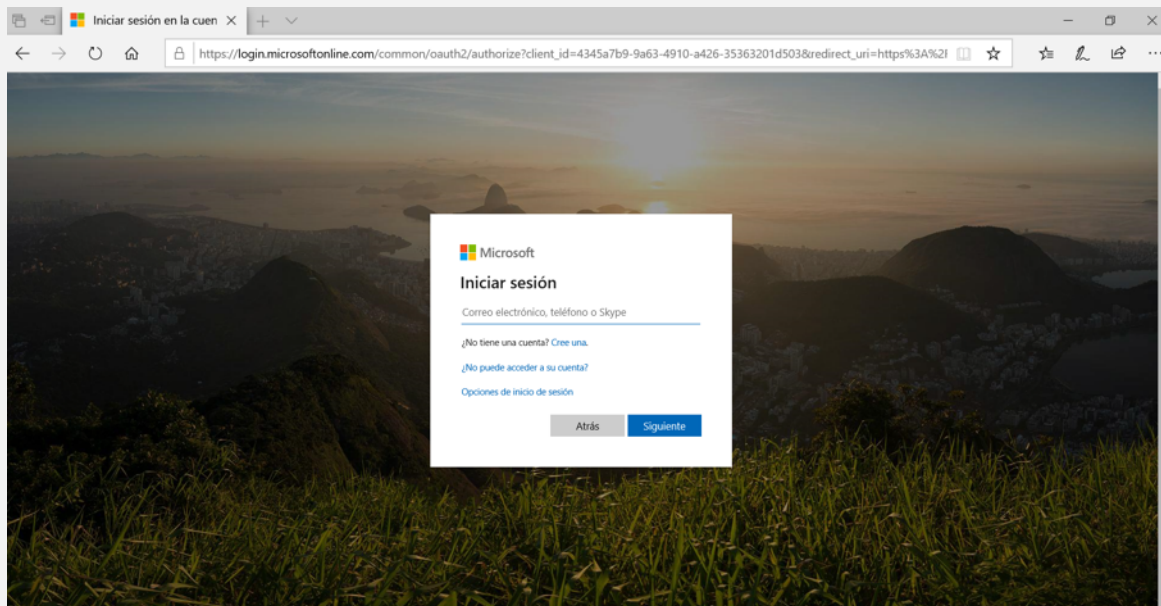 Iniciar sesión en la cuen
https://login.microsoftonline.com/common/oauth2/authorize?client_id=4345a7b9-9a63-4910-a426-35363201d503&redirect_uri=https%3A%2F
Microsoft
Iniciar sesión
Correo electrónico, teléfono o Skype
¿No tiene una cuenta? Cree una.
¿No puede acceder a su cuenta?
Opciones de inicio de sesión
Atrás Siguiente